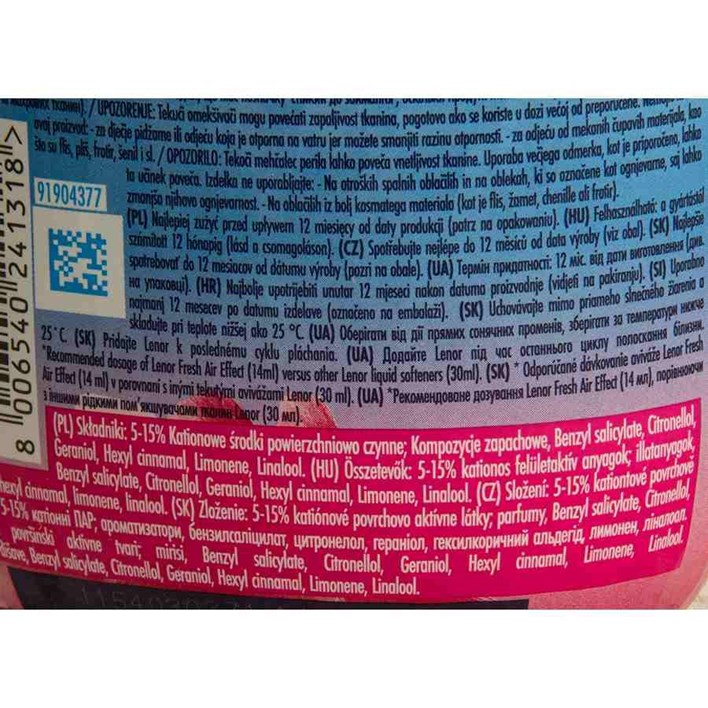 . / UPOZORENJE: Tekući omekšivači mogu povećati zapaljivost tkanina, pogotovo ako se koriste u dozi većoj od preporučene.
ovaj proizvod: - za dječje pidžame ili odjeću koja je otporna na vatru jer možete smanjiti razinu otpornosti. - za odjeću od mekanih čupavih materijala, kao
što su flis, pliš, frotir, šenil i sl. / OPOZORILO: Tekoči mehčalec perila lahko poveča vnetljivost tkanine. Uporaba večjega odmerka, kot je priporočeno, lahko
ta učinek poveča. Izdelka ne uporabljajte: - Na otroških spalnih oblačilih in na oblekah, ki so označene kot ognjevarne, saj lahko
zmanjša njihovo ognjevarnost. - Na oblačilih iz bolj kosmatega materiala (kot je flis, žamet, chenille ali frotir).
91904377
(PL) Najlepiej zużyć przed upływem 12 miesięcy od daty produkcji (patrz na opakowaniu). (HU) Felhasználható: a gyártástól
számított 12 hónapig (lásd a csomagoláson). (CZ) Spotřebujte nejlépe do 12 měsíců od data výroby (viz obal). (SK) Najlepšie
spotrebovať do 12 mesiacov od dátumu výroby (pozri na obale). (UA) Термін придатності: 12 міс. від дати виготовлення (див.
на упаковці). (HR) Najbolje upotrijebiti unutar 12 mjeseci nakon datuma proizvodnje (vidjeti na pakiranju). (SI) Uporabno
najmanj 12 mesecev po datumu izdelave (označeno na embalaži). (SK) Uchovávajte mimo priameho slnečného žarenia a
skladujte pri teplote nižšej ako 25 °C. (UA) Оберігати від дії прямих сонячних променів, зберігати за температури нижче
25°C. (SK) Pridajte Lenor k poslednému cyklu pláchania. (UA) Додайте Lenor під час останнього циклу полоскання білизни.
*Recommended dosage of Lenor Fresh Air Effect (14ml) versus other Lenor liquid softeners (30ml). (SK) * Odporúčané dávkovanie aviváže Lenor Fresh
Air Effect (14 ml) v porovnaní s inými tekutými avivážami Lenor (30 ml). (UA) *Рекомендоване дозування Lenor Fresh Air Effect (14 мл), порівнюючи
з іншими рідкими пом'якшувачами тканин Lenor (30 мл).
8 006540 241318 >
(PL) Składniki: 5-15% Kationowe środki powierzchniowo czynne; Kompozycje zapachowe, Benzyl salicylate, Citronellol,
Geraniol, Hexyl cinnamal, Limonene, Linalool. (HU) Összetevők: 5-15% kationos felületaktív anyagok; illatanyagok,
Benzyl salicylate, Citronellol, Geraniol, Hexyl cinnamal, Limonene, Linalool. (CZ) Složení: 5-15% kationtové povrchově
hexyl cinnamal, limonene, linalool. (SK) Zloženie: 5-15% katiónové povrchovo aktívne látky; parfumy, Benzyl salicylate, Citronellol,
5-15% катіонні ПАР; ароматизатори, бензилсаліцилат, цитронелол, гераніол, гексилкоричний альдегід, лимонен, ліналоол.
površinski aktivne tvari; mirisi, Benzyl salicylate, Citronellol, Geraniol, Hexyl cinnamal, Limonene, Linalool.
Benzyl salicylate, Citronellol, Geraniol, Hexyl cinnamal, Limonene, Linalool.